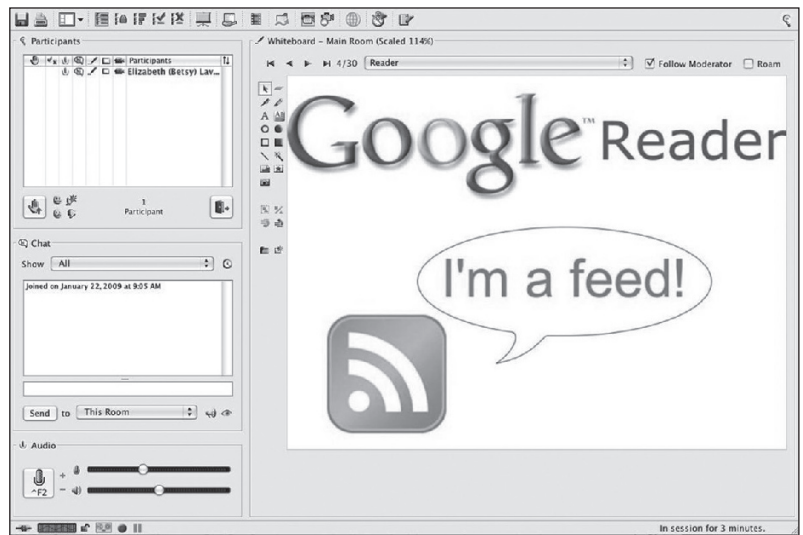 Participants
Participants
Elizabeth (Betsy) Lav...
1
Participant
Chat
Show All
Joined on January 22, 2009 at 9:05 AM
Send to This Room
Audio
^F2
Whiteboard – Main Room (Scaled 114%)
4/30 Reader Follow Moderator Roam
Google™ Reader
I'm a feed!
In session for 3 minutes.